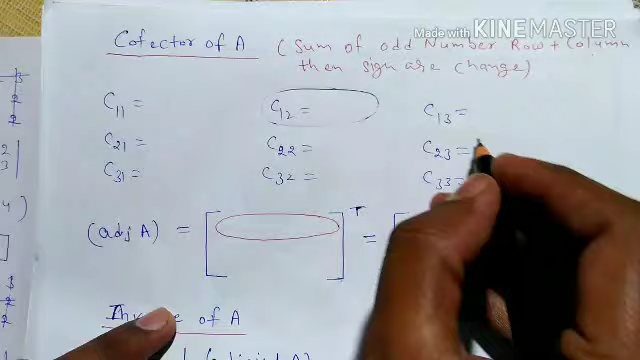 Made with KINEMASTER
Cofector of A (Sum of odd Number Row + Column
then sign are change)
C11 = C12 = C13 =
C21 = C22 = C23 =
C31 = C32 = C33 =
(adj A) = [ ]T = [
of A